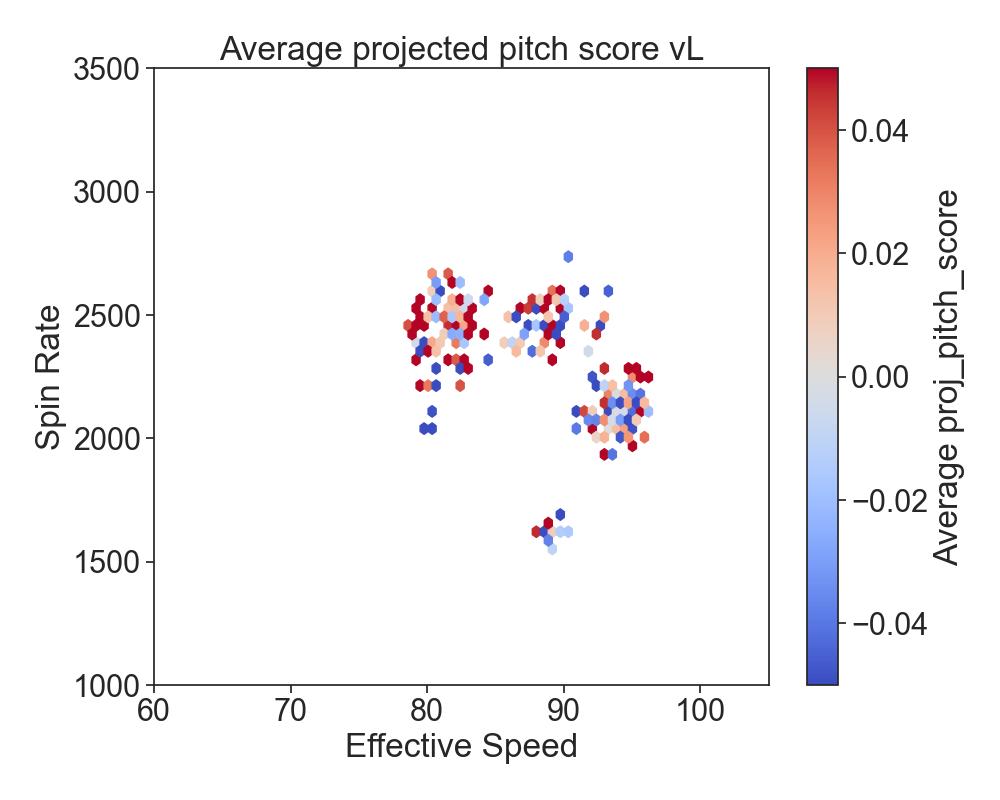 Average projected pitch score vL
3500
3000
2500
2000
1500
1000
Spin Rate
60 70 80 90 100
Effective Speed
0.04
0.02
0.00
−0.02
−0.04
Average proj_pitch_score